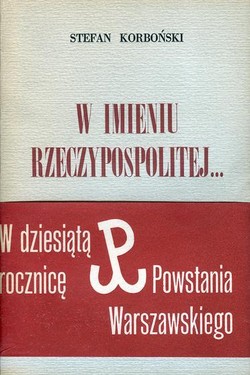 STEFAN KORBOŃSKI
W IMIENIU
RZECZYPOSPOLITEJ...
W dziesiątą
rocznicę
Powstania
Warszawskiego